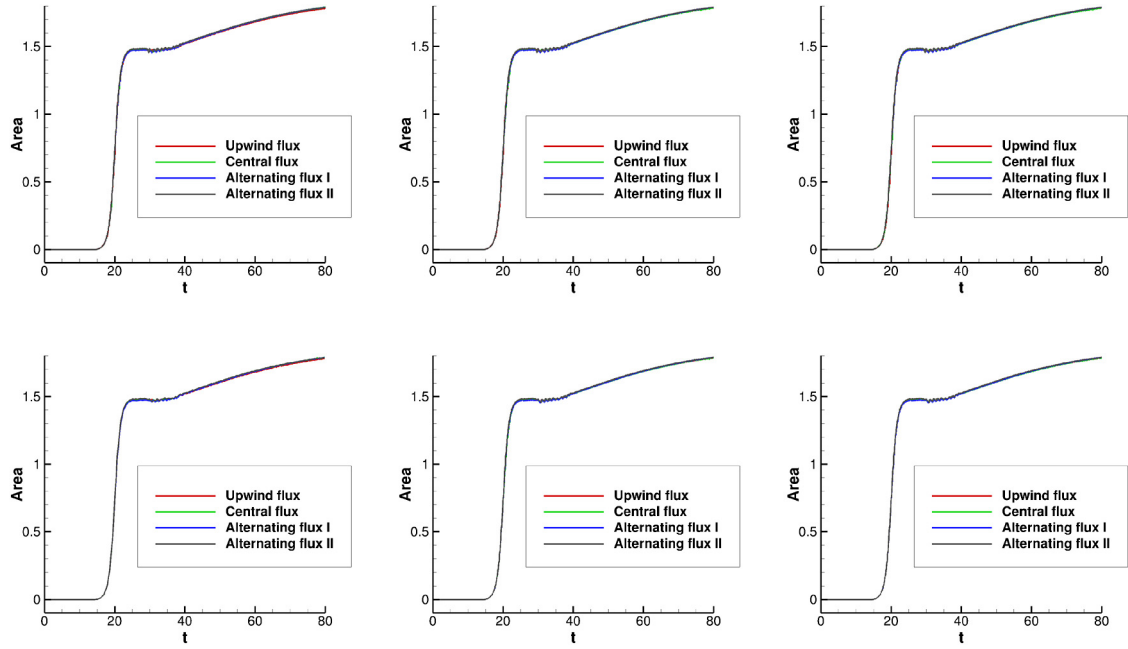 Area
1.5
1
0.5
0
Upwind flux
Central flux
Alternating flux I
Alternating flux II
0 20 40 60 80
t
Area
1.5
1
0.5
0
Upwind flux
Central flux
Alternating flux I
Alternating flux II
0 20 40 60 80
t
Area
1.5
1
0.5
0
Upwind flux
Central flux
Alternating flux I
Alternating flux II
0 20 40 60 80
t
Area
1.5
1
0.5
0
Upwind flux
Central flux
Alternating flux I
Alternating flux II
0 20 40 60 80
t
Area
1.5
1
0.5
0
Upwind flux
Central flux
Alternating flux I
Alternating flux II
0 20 40 60 80
t
Area
1.5
1
0.5
0
Upwind flux
Central flux
Alternating flux I
Alternating flux II
0 20 40 60 80
t